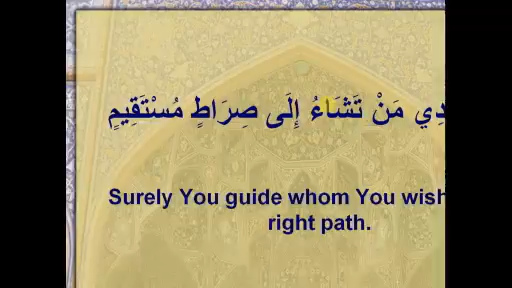 دِي مَنْ تَشَاءُ إِلَى صِرَاطٍ مُسْتَقِيمٍ
Surely You guide whom You wish
right path.